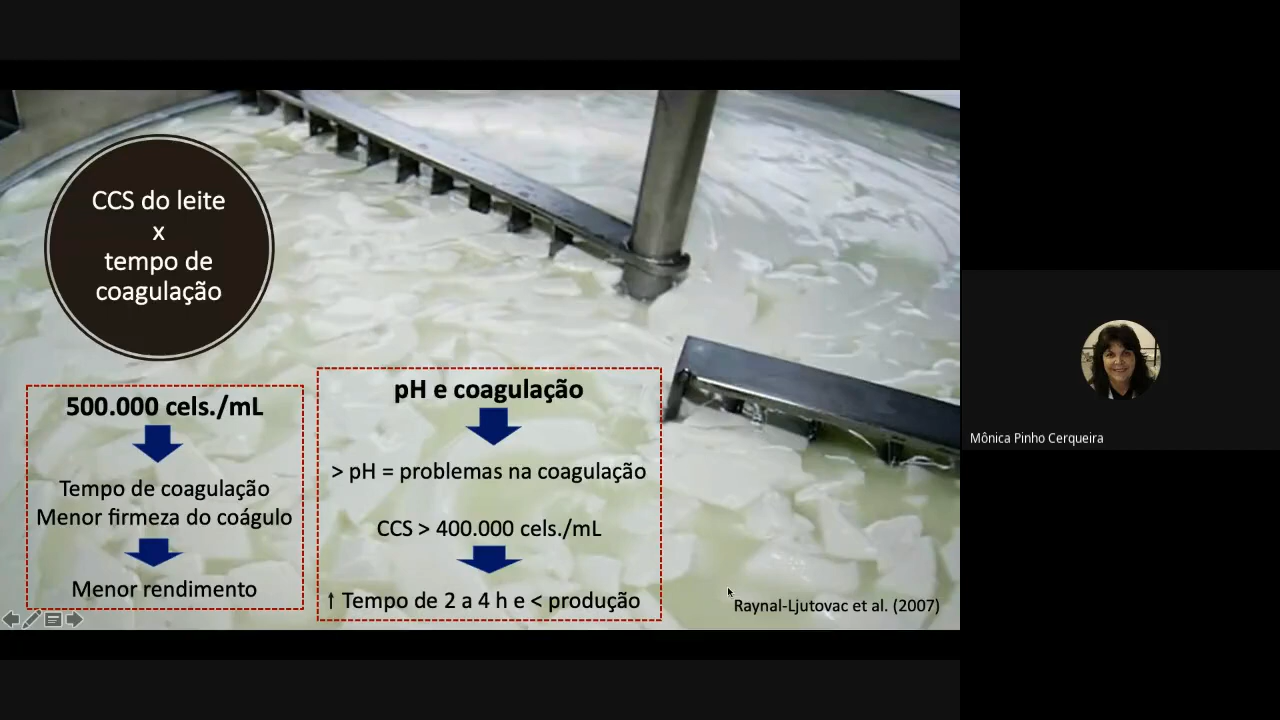 CCS do leite
x
tempo de
coagulação
500.000 cels./mL
Tempo de coagulação
Menor firmeza do coágulo
Menor rendimento
pH e coagulação
> pH = problemas na coagulação
CCS > 400.000 cels./mL
↑ Tempo de 2 a 4 h e < produção
Raynal-Ljutovac et al. (2007)
Mônica Pinho Cerqueira